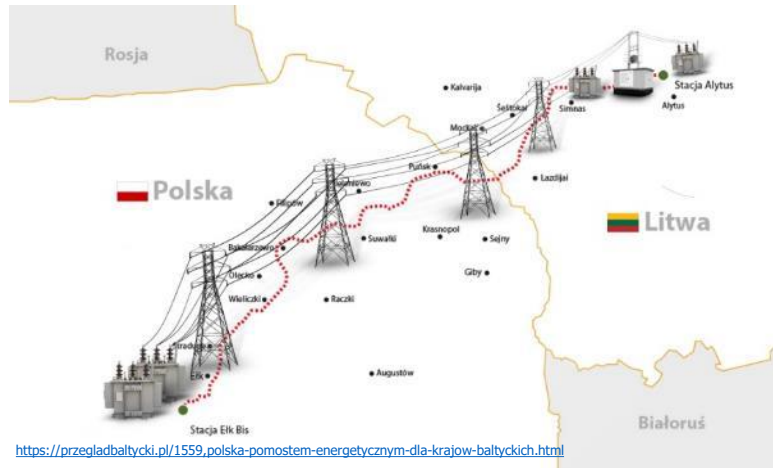 Rosja
Kalvarija
Stacja Alytus
Šeštokai
Simnas
Alytus
Puńsk
Lazdijai
Polska
Filipów
Litwa
Bakałarzewo
Suwałki
Krasnopol
Sejny
Olecko
Giby
Wieliczki
Raczki
Ełk
Augustów
Stacja Ełk Bis
Białoruś
https://przegladbaltycki.pl/1559,polska-pomostem-energetycznym-dla-krajow-baltyckich.html